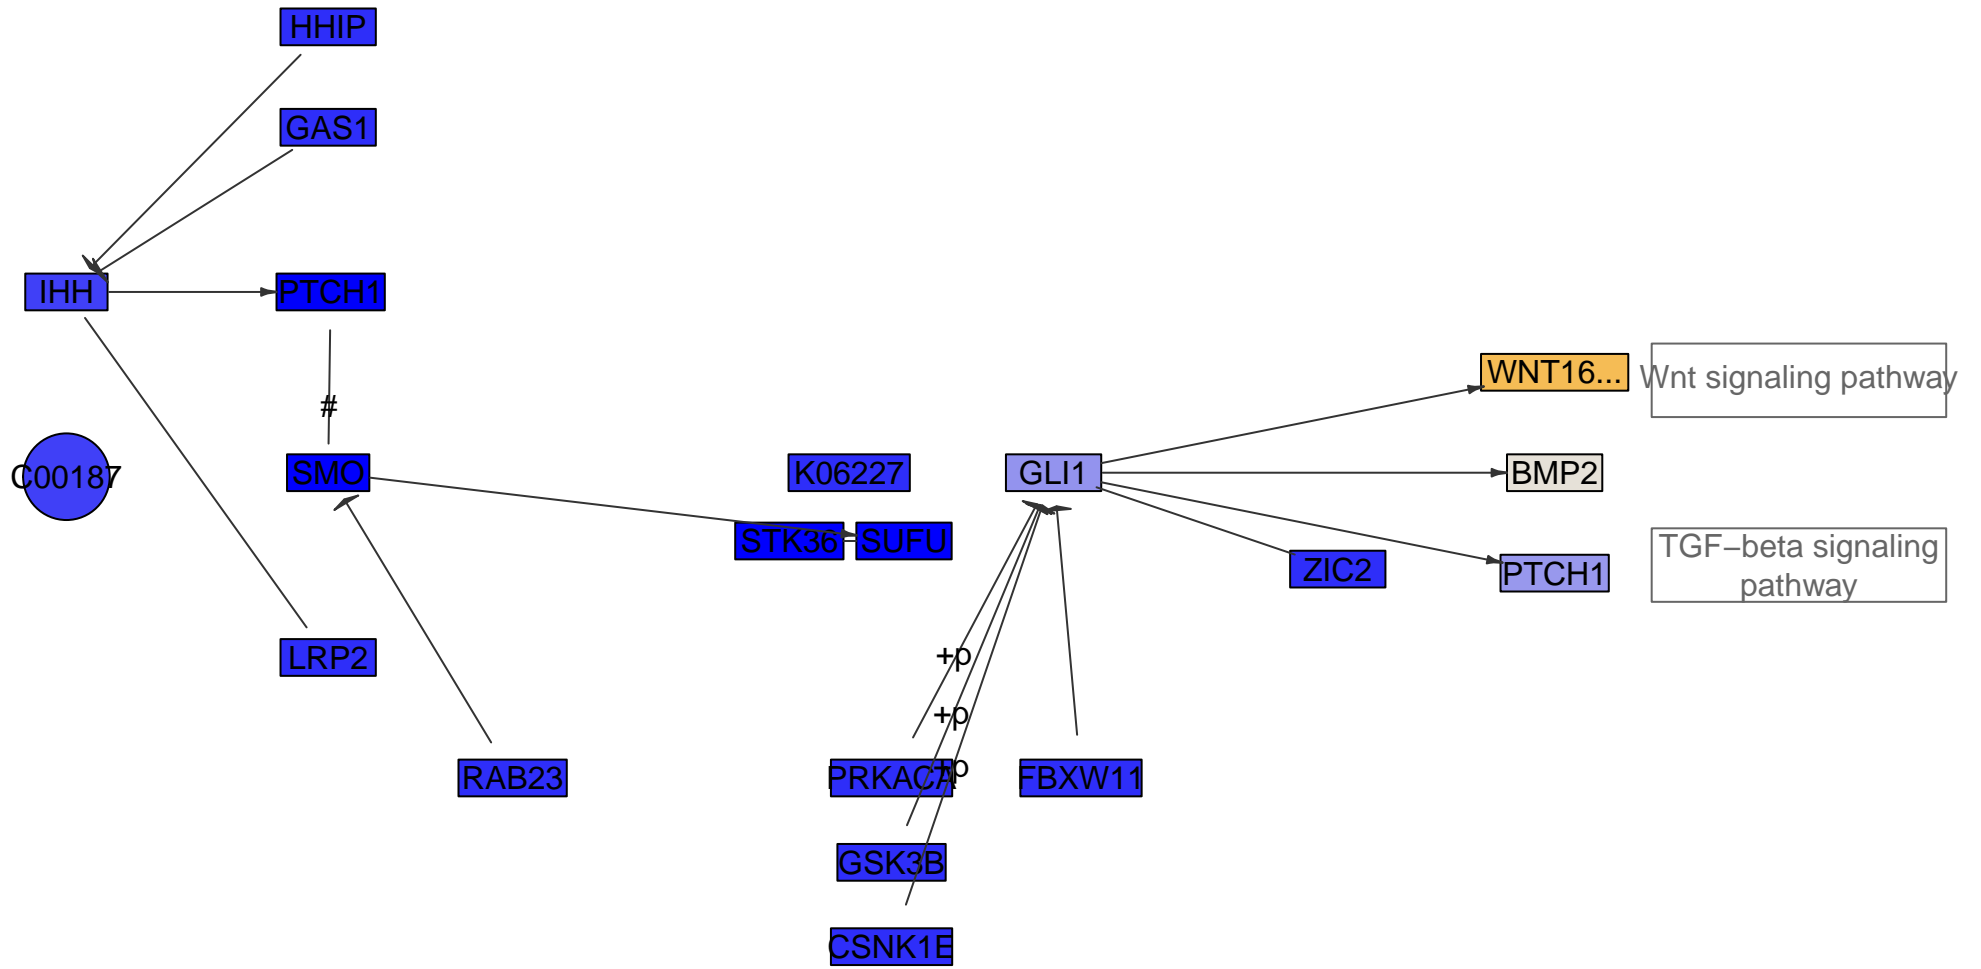 HHIP
GAS1
IHH
PTCH1
#
WNT16...
Wnt signaling pathway
C00187
SMO
K06227
GLI1
BMP2
STK36
SUFU
ZIC2
PTCH1
TGF−beta signaling
pathway
LRP2
+p
+p
+p
RAB23
PRKACA
FBXW11
GSK3B
CSNK1E